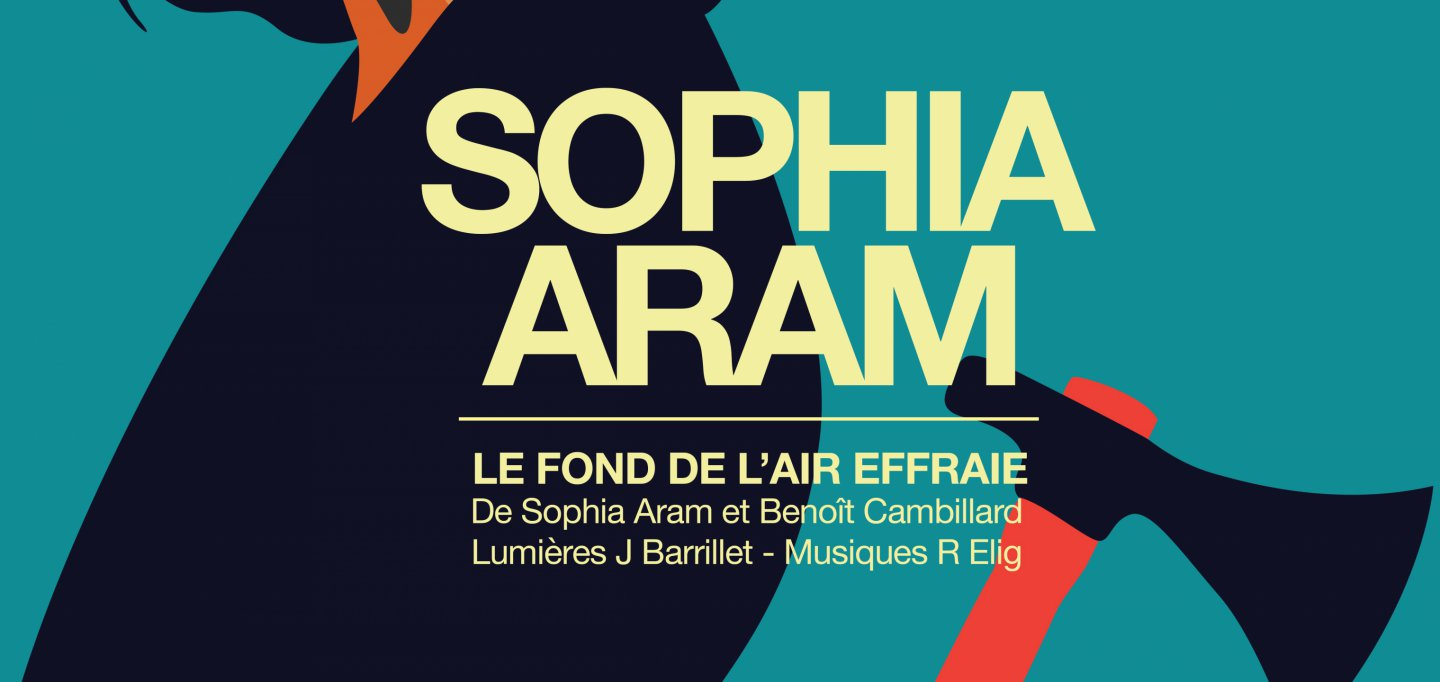 SOPHIA
ARAM
LE FOND DE L’AIR EFFRAIE
De Sophia Aram et Benoît Cambillard
Lumières J Barrillet - Musiques R Elig